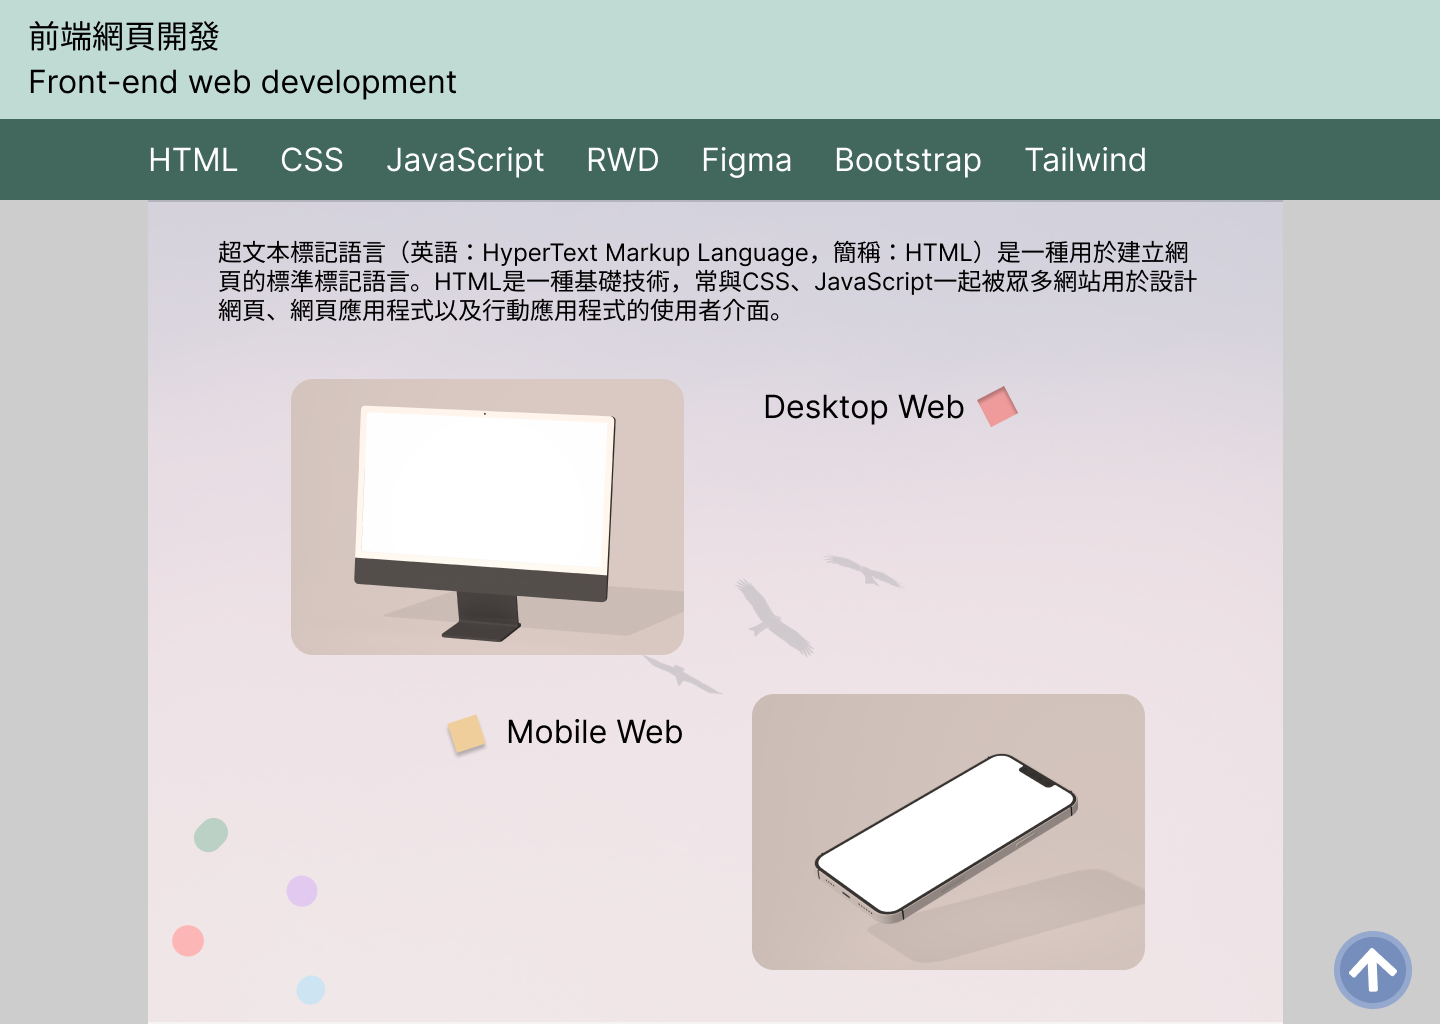 前端網頁開發
Front-end web development
HTML CSS JavaScript RWD Figma Bootstrap Tailwind
超文本標記語言（英語：HyperText Markup Language，簡稱：HTML）是一種用於建立網
頁的標準標記語言。HTML是一種基礎技術，常與CSS、JavaScript一起被眾多網站用於設計
網頁、網頁應用程式以及行動應用程式的使用者介面。
Desktop Web
Mobile Web